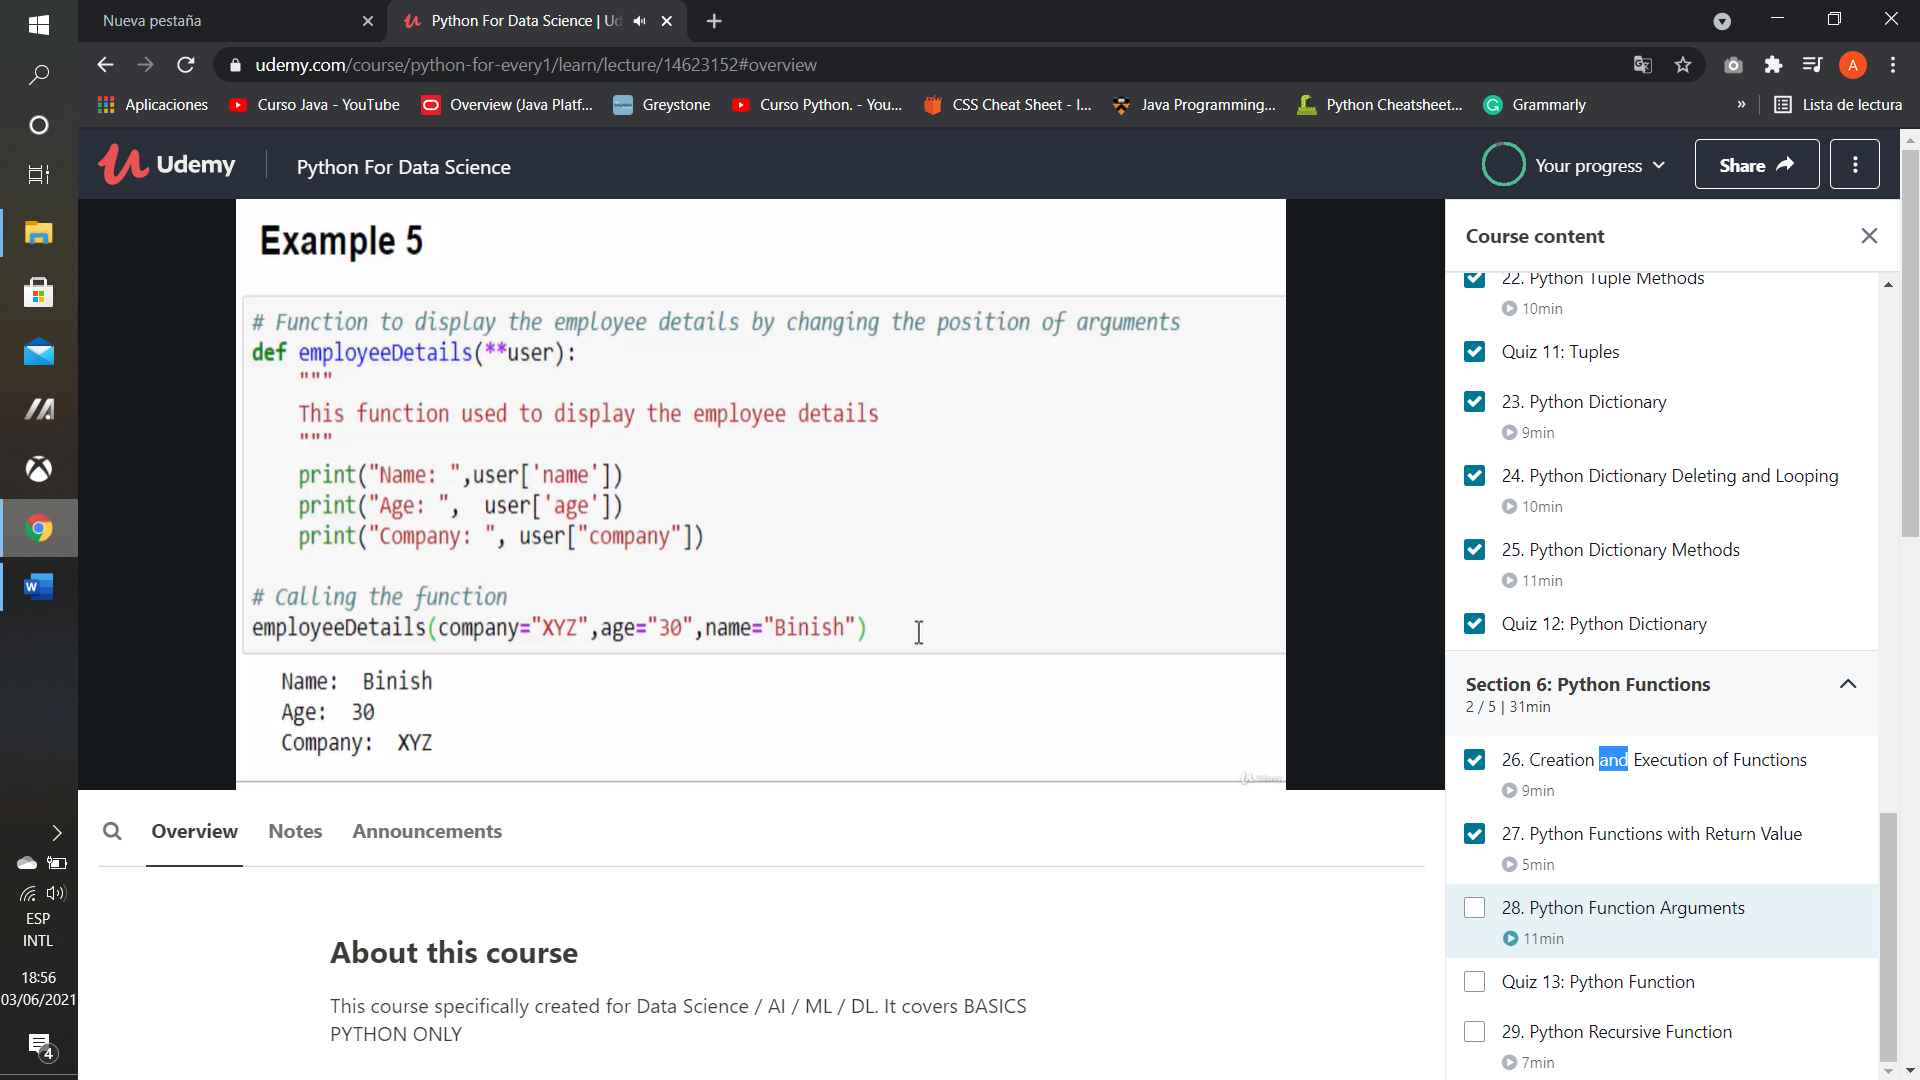 Nueva pestaña
Python For Data Science | Ud
udemy.com/course/python-for-every1/learn/lecture/14623152#overview
A
Aplicaciones
Curso Java - YouTube
Overview (Java Platf...
Greystone
Curso Python. - You...
CSS Cheat Sheet - I...
Java Programming...
Python Cheatsheet...
Grammarly
»
Lista de lectura
Udemy
Python For Data Science
Your progress
Share
Example 5
# Function to display the employee details by changing the position of arguments
def employeeDetails(**user):
"""
This function used to display the employee details
"""
print("Name: ",user['name'])
print("Age: ",  user['age'])
print("Company: ", user["company"])
# Calling the function
employeeDetails(company="XYZ",age="30",name="Binish")
Name:  Binish
Age:  30
Company:  XYZ
Udemy
Course content
22. Python Tuple Methods
10min
Quiz 11: Tuples
23. Python Dictionary
9min
24. Python Dictionary Deleting and Looping
10min
25. Python Dictionary Methods
11min
Quiz 12: Python Dictionary
Section 6: Python Functions
2 / 5 | 31min
26. Creation and Execution of Functions
9min
27. Python Functions with Return Value
5min
28. Python Function Arguments
11min
Quiz 13: Python Function
29. Python Recursive Function
7min
Overview
Notes
Announcements
About this course
This course specifically created for Data Science / AI / ML / DL. It covers BASICS
PYTHON ONLY
W
ESP
INTL
18:56
03/06/2021
4